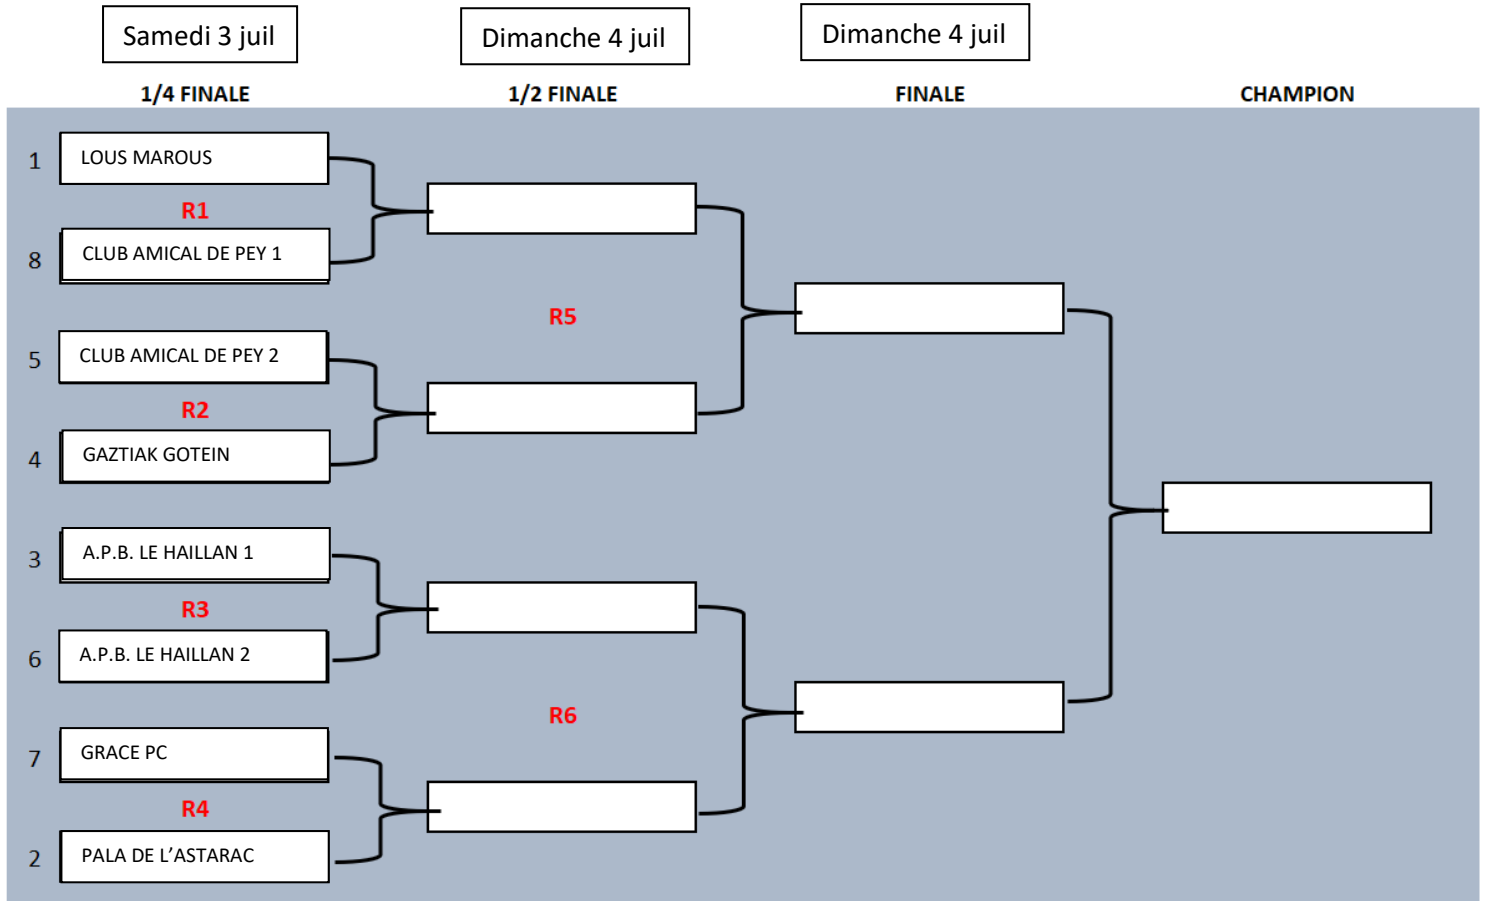 Samedi 3 juil
Dimanche 4 juil
Dimanche 4 juil
1/4 FINALE
1/2 FINALE
FINALE
CHAMPION
1
LOUS MAROUS
R1
8
CLUB AMICAL DE PEY 1
R5
5
CLUB AMICAL DE PEY 2
R2
4
GAZTIAK GOTEIN
3
A.P.B. LE HAILLAN 1
R3
6
A.P.B. LE HAILLAN 2
R6
7
GRACE PC
R4
2
PALA DE L’ASTARAC